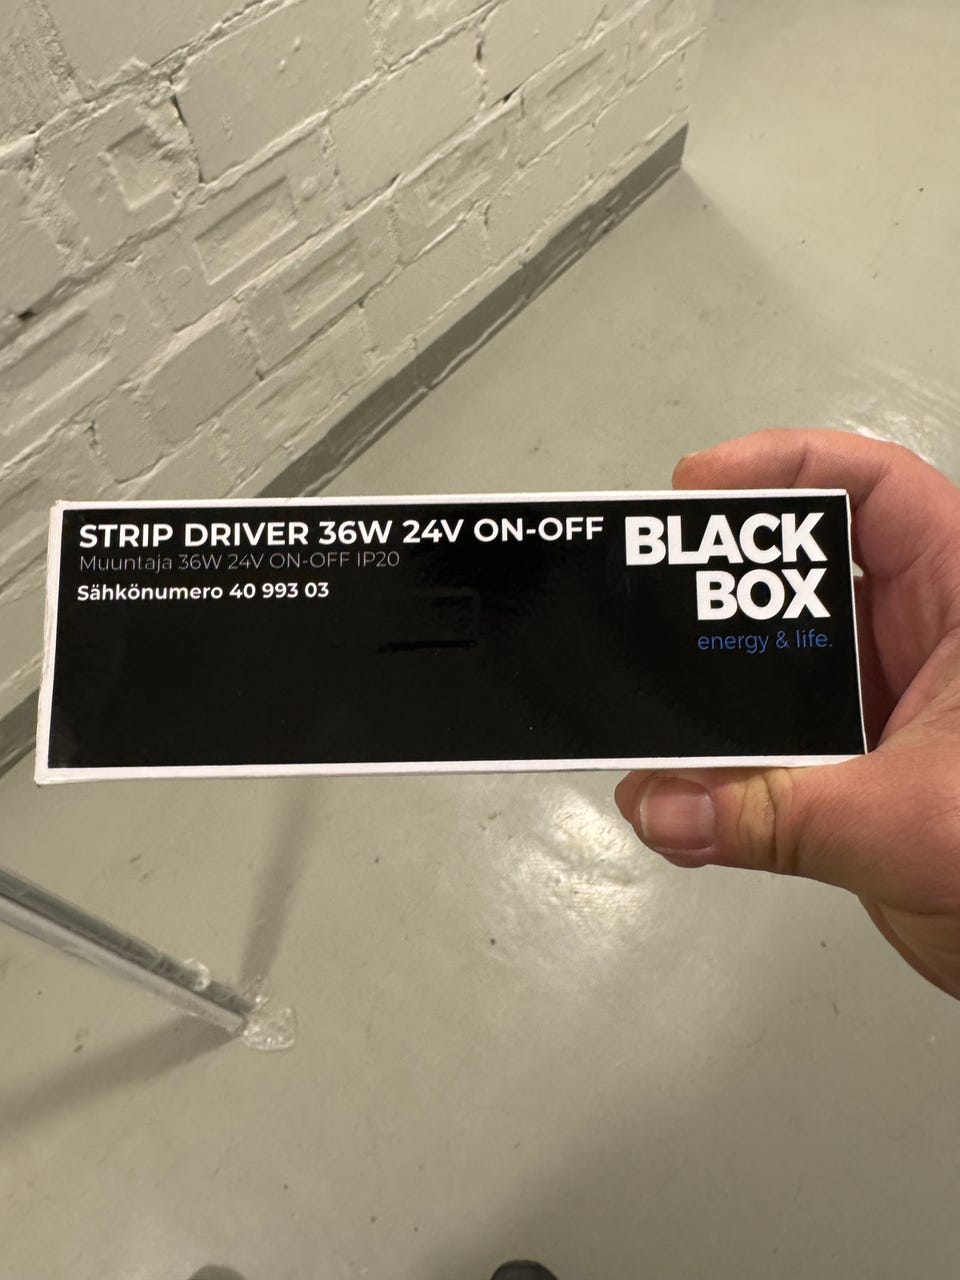 STRIP DRIVER 36W 24V ON-OFF
Muuntaja 36W 24V ON-OFF IP20
Sähkönumero 40 993 03
BLACK
BOX
energy & life.